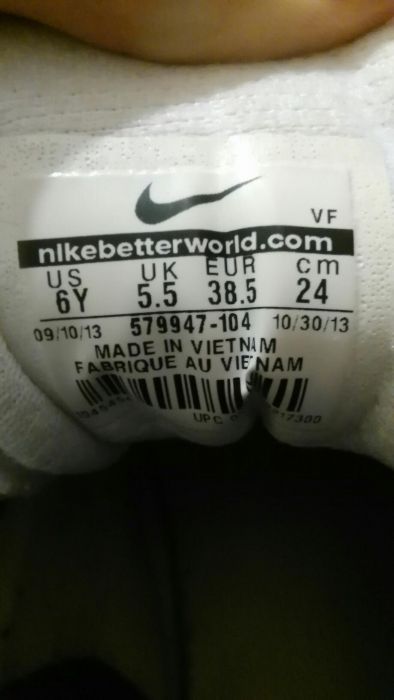 VF
nikebetterworld.com
US UK EUR cm
6Y 5.5 38.5 24
09/10/13 579947-104 10/30/13
MADE IN VIETNAM
FABRIQUE AU VIETNAM
UPC